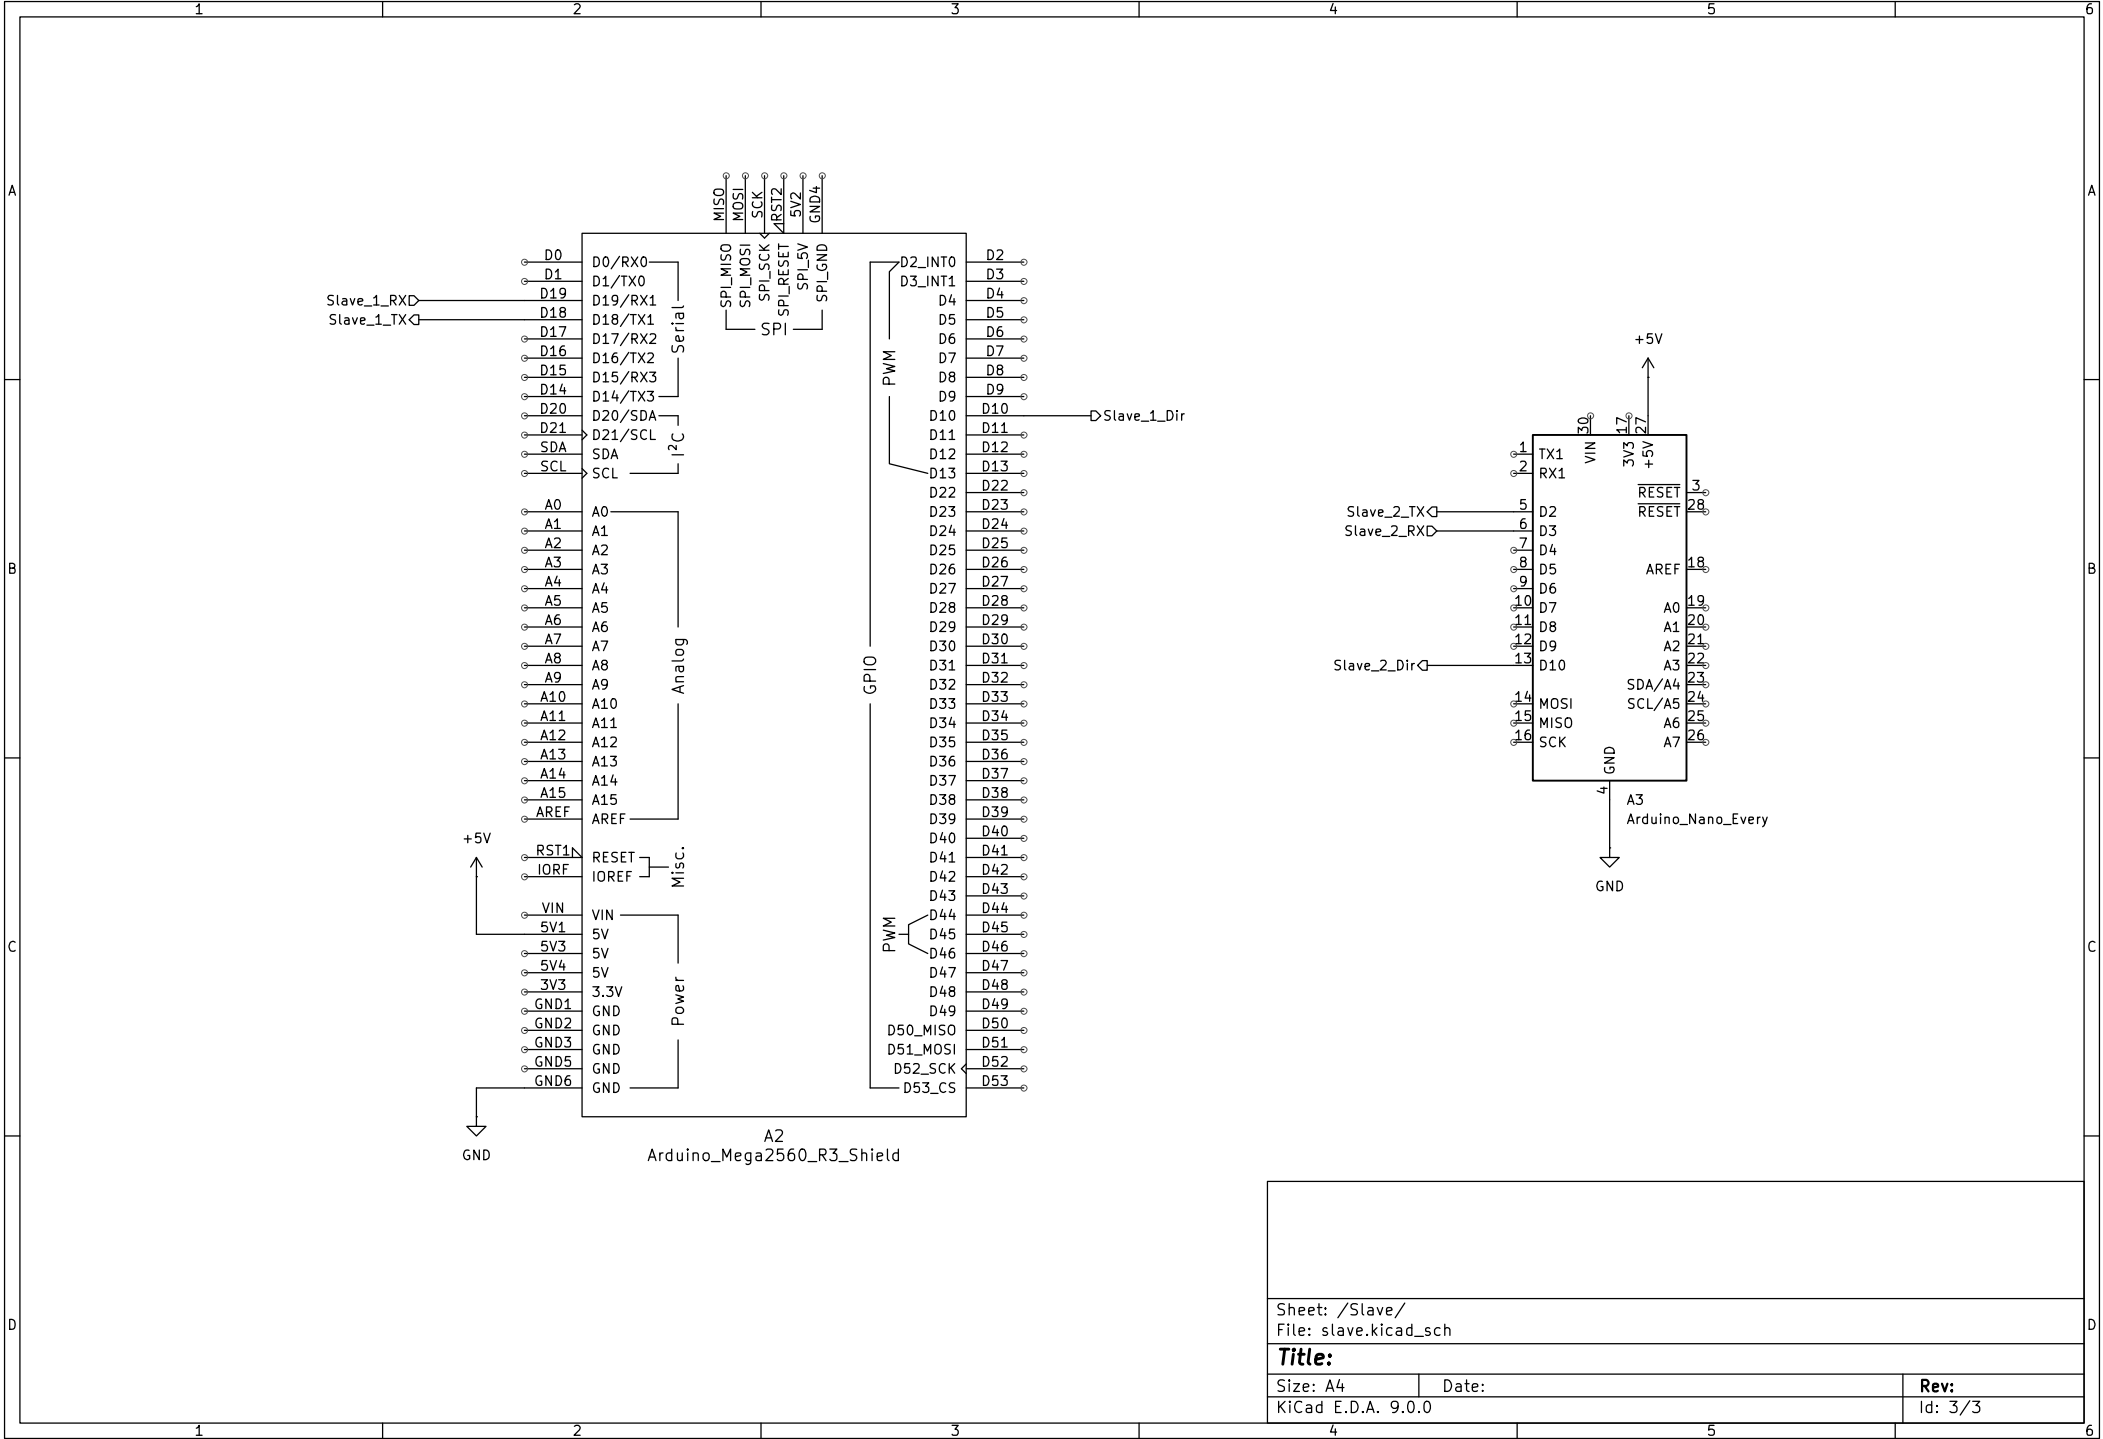 1 2 3 4 5 6
A A
B B
C C
D D
MISO MOSI SCK RST2 5V2 GND4
SPI_MISO SPI_MOSI SPI_SCK SPI_RESET SPI_5V SPI_GND
SPI
D0 D0/RX0
D1 D1/TX0
Slave_1_RX D19 D19/RX1
Slave_1_TX D18 D18/TX1
D17 D17/RX2
D16 D16/TX2
D15 D15/RX3
D14 D14/TX3
Serial
D20 D20/SDA
D21 D21/SCL
SDA SDA
SCL SCL
I²C
A0 A0
A1 A1
A2 A2
A3 A3
A4 A4
A5 A5
A6 A6
A7 A7
A8 A8
A9 A9
A10 A10
A11 A11
A12 A12
A13 A13
A14 A14
A15 A15
AREF AREF
Analog
+5V
RST1 RESET
IORF IOREF
Misc.
VIN VIN
5V1 5V
5V3 5V
5V4 5V
3V3 3.3V
GND1 GND
GND2 GND
GND3 GND
GND5 GND
GND6 GND
Power
GND
D2_INT0 D2
D3_INT1 D3
D4 D4
D5 D5
D6 D6
D7 D7
D8 D8
D9 D9
D10 D10 Slave_1_Dir
D11 D11
D12 D12
D13 D13
PWM
D22 D22
D23 D23
D24 D24
D25 D25
D26 D26
D27 D27
D28 D28
D29 D29
D30 D30
D31 D31
D32 D32
D33 D33
D34 D34
D35 D35
D36 D36
D37 D37
D38 D38
D39 D39
D40 D40
D41 D41
D42 D42
D43 D43
D44 D44
D45 D45
D46 D46
PWM
D47 D47
D48 D48
D49 D49
D50_MISO D50
D51_MOSI D51
D52_SCK D52
D53_CS D53
GPIO
A2
Arduino_Mega2560_R3_Shield
+5V
30 17 27
VIN 3V3 +5V
1 TX1
2 RX1
Slave_2_TX 5 D2
Slave_2_RX 6 D3
7 D4
8 D5
9 D6
10 D7
11 D8
12 D9
Slave_2_Dir 13 D10
14 MOSI
15 MISO
16 SCK
RESET 3
RESET 28
AREF 18
A0 19
A1 20
A2 21
A3 22
SDA/A4 23
SCL/A5 24
A6 25
A7 26
GND
4
A3
Arduino_Nano_Every
GND
Sheet: /Slave/
File: slave.kicad_sch
Title:
Size: A4 Date: Rev:
KiCad E.D.A. 9.0.0 Id: 3/3
1 2 3 4 5 6